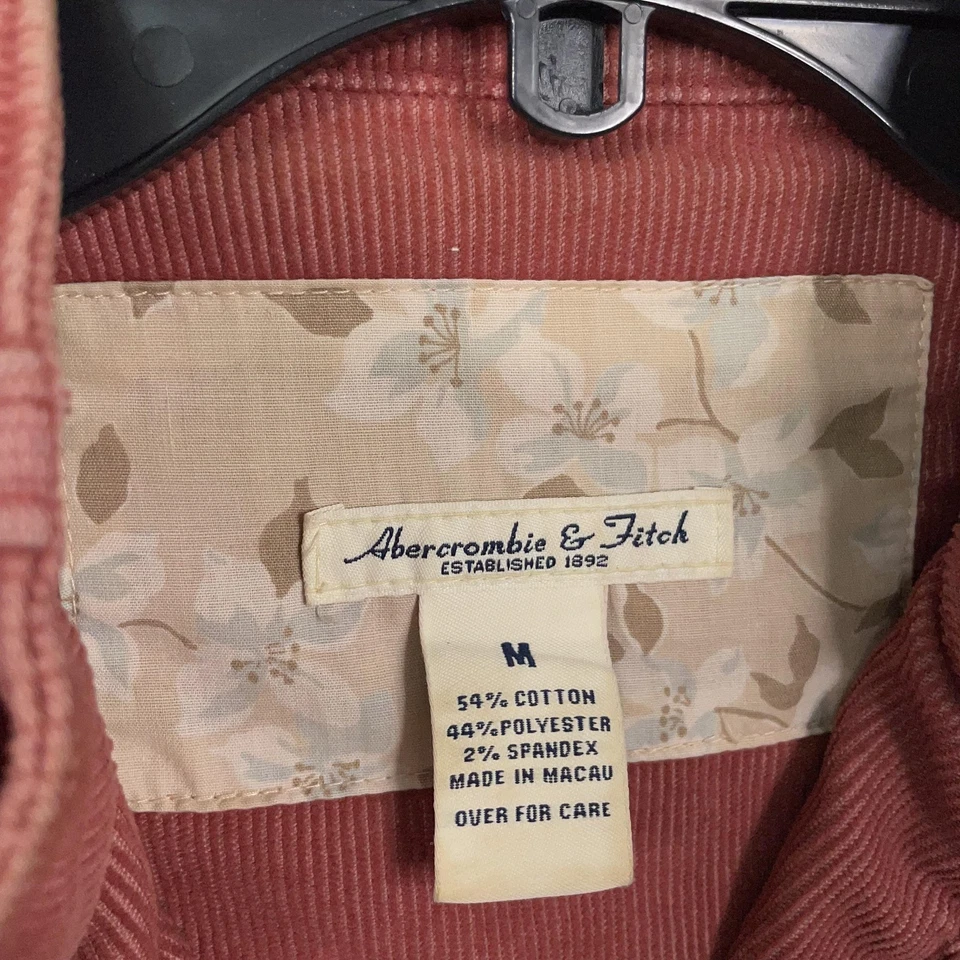 Abercrombie & Fitch
ESTABLISHED 1892
M
54% COTTON
44% POLYESTER
2% SPANDEX
MADE IN MACAU
OVER FOR CARE